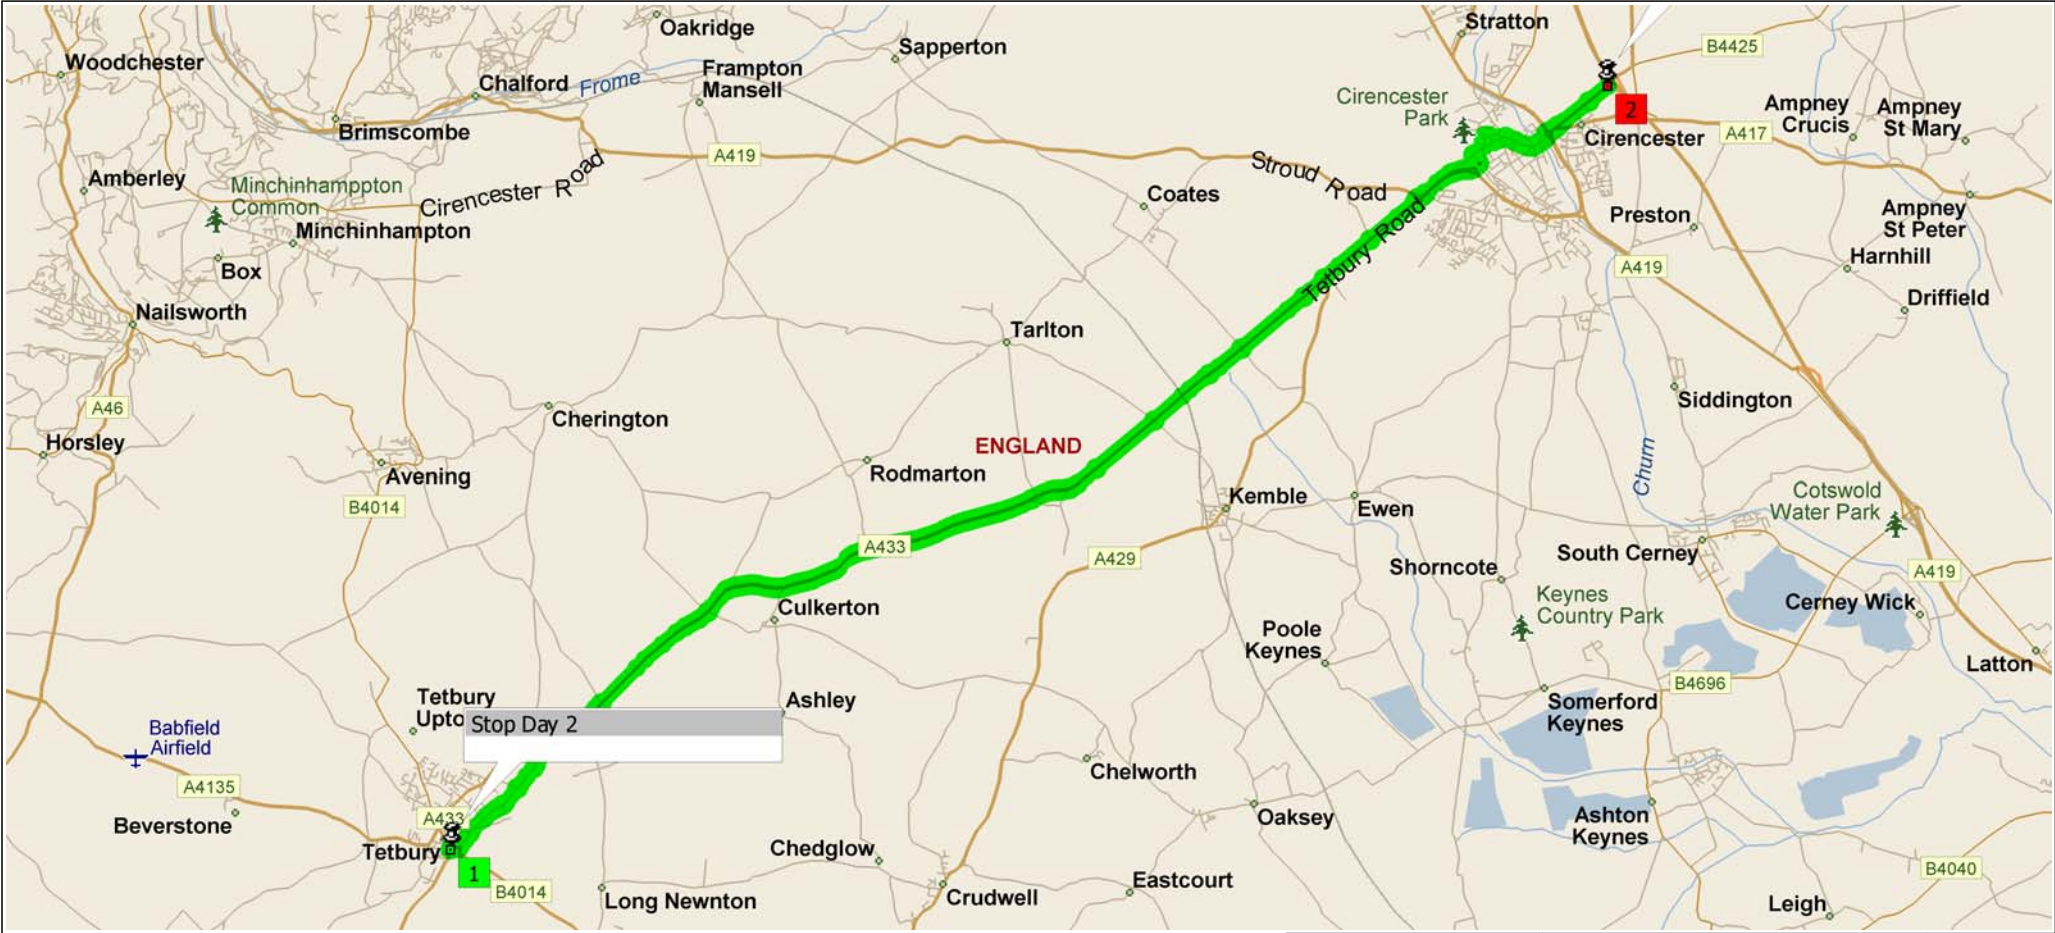 Oakridge
Stratton
Woodchester
Sapperton
B4425
Chalford
Frome
Frampton
Mansell
Cirencester
Park
2
Ampney
Crucis
Ampney
St Mary
Brimscombe
Cirencester
A417
A419
Stroud Road
Amberley
Minchinhamppton
Common
Cirencester Road
Coates
Tetbury Road
Preston
Ampney
St Peter
Minchinhampton
Box
A419
Harnhill
Nailsworth
Driffield
Tarlton
A46
Cherington
Siddington
Horsley
ENGLAND
Avening
Rodmarton
Churn
B4014
Kemble
Ewen
Cotswold
Water Park
A433
A429
South Cerney
Shorncote
A419
Culkerton
Keynes
Country Park
Cerney Wick
Poole
Keynes
Latton
B4696
Tetbury
Upto
Ashley
Somerford
Keynes
Stop Day 2
Babfield
Airfield
Chelworth
A4135
Beverstone
A433
Oaksey
Ashton
Keynes
Tetbury
1
Chedglow
B4014
Long Newnton
Crudwell
Eastcourt
B4040
Leigh